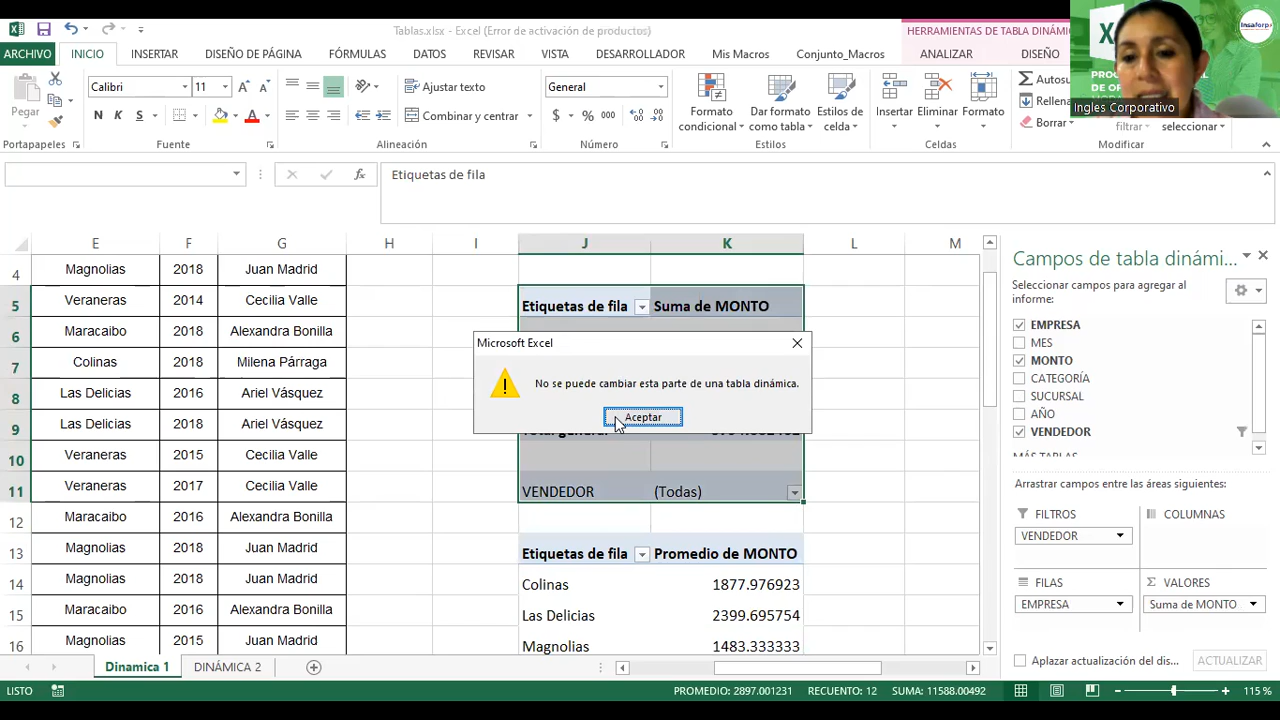 Tablas.xlsx - Excel (Error de activación de productos)
HERRAMIENTAS DE TABLA DINÁMI
ARCHIVO INICIO INSERTAR DISEÑO DE PÁGINA FÓRMULAS DATOS REVISAR VISTA DESARROLLADOR Mis Macros Conjunto_Macros ANALIZAR DISEÑO
Insaforp
PRO
DE O
Ingles Corporativo
Pegar
Calibri 11
N K S
Ajustar texto
Combinar y centrar
General
$ % 000
Formato condicional
Dar formato como tabla
Estilos de celda
Insertar Eliminar Formato
Autosu
Rellena
Borrar
filtrar seleccionar
Portapapeles Fuente Alineación Número Estilos Celdas Modificar
fx Etiquetas de fila
E F G H I J K L M
4 Magnolias 2018 Juan Madrid
5 Veraneras 2014 Cecilia Valle Etiquetas de fila Suma de MONTO
6 Maracaibo 2018 Alexandra Bonilla
7 Colinas 2018 Milena Párraga
8 Las Delicias 2016 Ariel Vásquez
9 Las Delicias 2018 Ariel Vásquez
10 Veraneras 2015 Cecilia Valle
11 Veraneras 2017 Cecilia Valle VENDEDOR (Todas)
12 Maracaibo 2016 Alexandra Bonilla
13 Magnolias 2018 Juan Madrid Etiquetas de fila Promedio de MONTO
14 Magnolias 2018 Juan Madrid Colinas 1877.976923
15 Maracaibo 2016 Alexandra Bonilla Las Delicias 2399.695754
16 Magnolias 2015 Juan Madrid Magnolias 1483.333333
Microsoft Excel
No se puede cambiar esta parte de una tabla dinámica.
Aceptar
Campos de tabla dinámi...
Seleccionar campos para agregar al
informe:
EMPRESA
MES
MONTO
CATEGORÍA
SUCURSAL
AÑO
VENDEDOR
MÁS TABLAS
Arrastrar campos entre las áreas siguientes:
FILTROS COLUMNAS
VENDEDOR
FILAS Σ VALORES
EMPRESA Suma de MONTO
Aplazar actualización del dis... ACTUALIZAR
Dinamica 1 DINÁMICA 2
LISTO PROMEDIO: 2897.001231 RECUENTO: 12 SUMA: 11588.00492 115 %